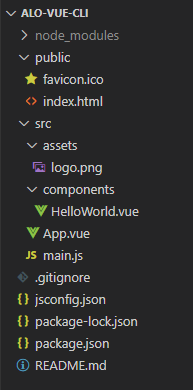 ALO-VUE-CLI
node_modules
public
favicon.ico
index.html
src
assets
logo.png
components
HelloWorld.vue
App.vue
JS main.js
.gitignore
{} jsconfig.json
{} package-lock.json
{} package.json
README.md